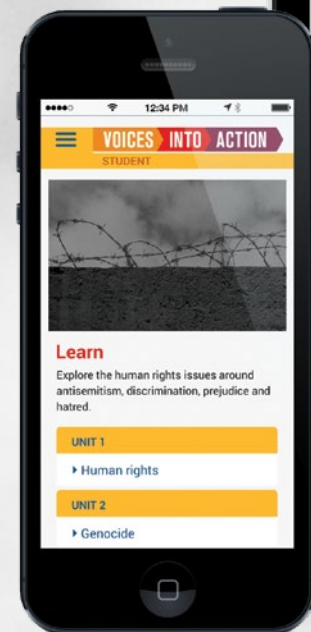 12:34 PM
VOICES INTO ACTION
STUDENT
Learn
Explore the human rights issues around
antisemitism, discrimination, prejudice and
hatred.
UNIT 1
Human rights
UNIT 2
Genocide